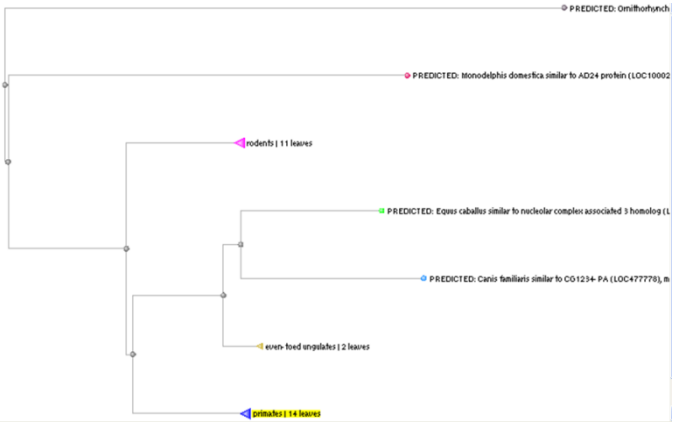 PREDICTED: Ornithorhynch
PREDICTED: Monodelphis domestica similar to AD24 protein (LOC10002
rodents | 11 leaves
PREDICTED: Equus caballus similar to nucleolar complex associated 3 homolog (L
PREDICTED: Canis familiaris similar to CG1234-PA (LOC477778), m
even-toed ungulates | 2 leaves
primates | 14 leaves